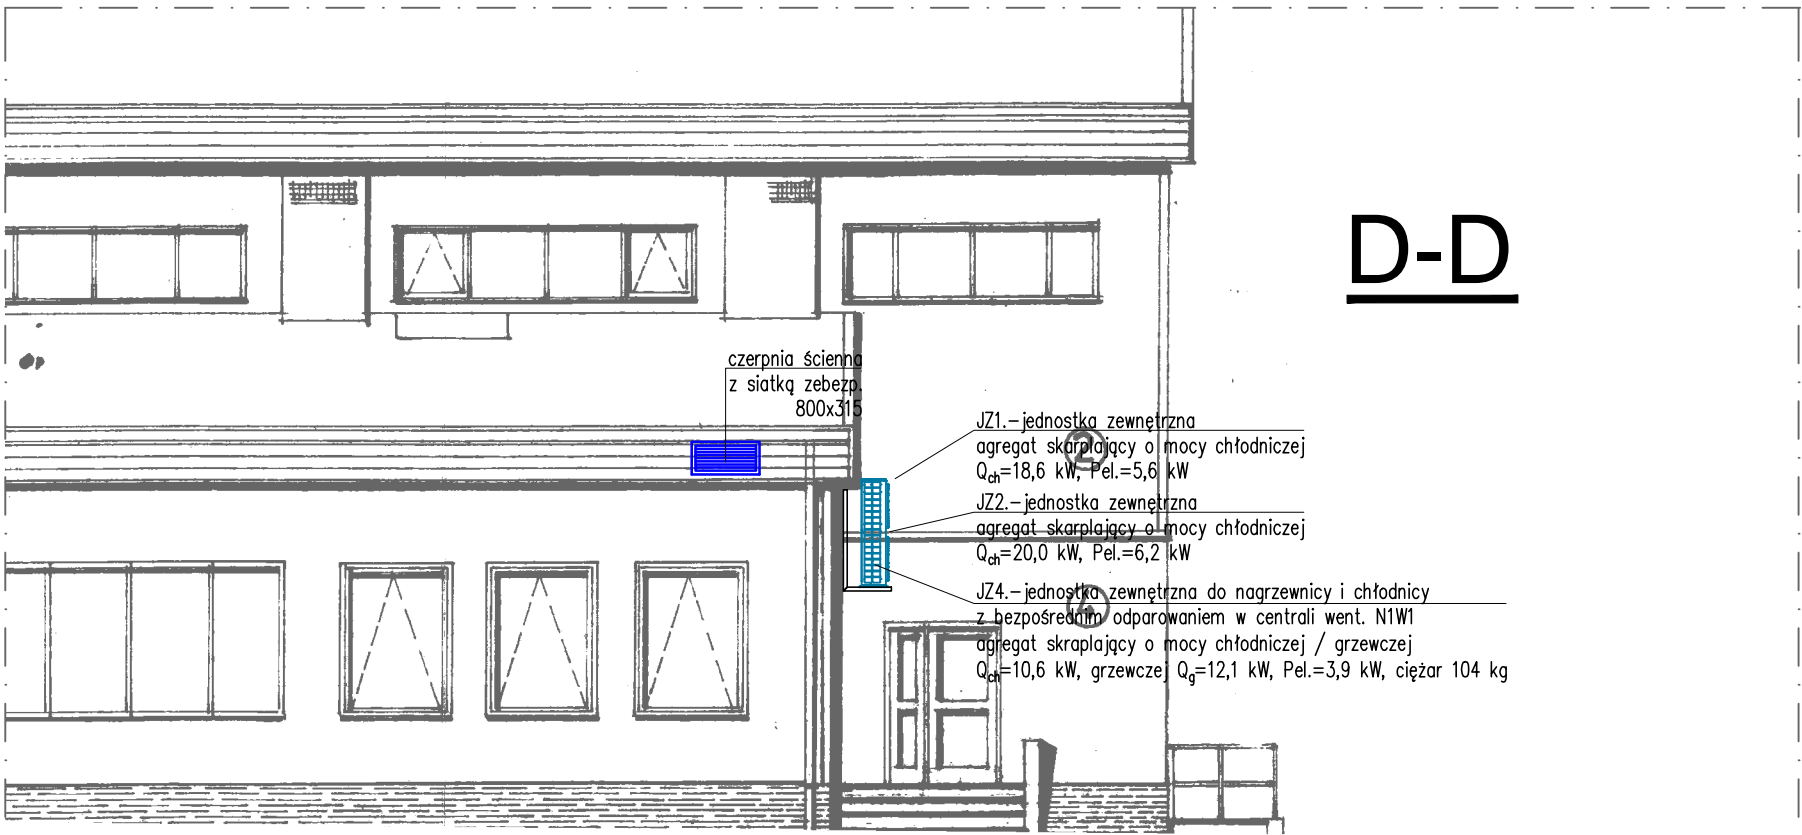 D-D
czerpnia ścienna
z siatką zebezp.
800x315
JZ1.-jednostka zewnętrzna
agregat skarplający o mocy chłodniczej
Qch=18,6 kW, Pel.=5,6 kW
2
JZ2.-jednostka zewnętrzna
agregat skarplający o mocy chłodniczej
Qch=20,0 kW, Pel.=6,2 kW
JZ4.-jednostka zewnętrzna do nagrzewnicy i chłodnicy
z bezpośrednim odparowaniem w centrali went. N1W1
agregat skraplający o mocy chłodniczej / grzewczej
Qch=10,6 kW, grzewczej Qg=12,1 kW, Pel.=3,9 kW, ciężar 104 kg